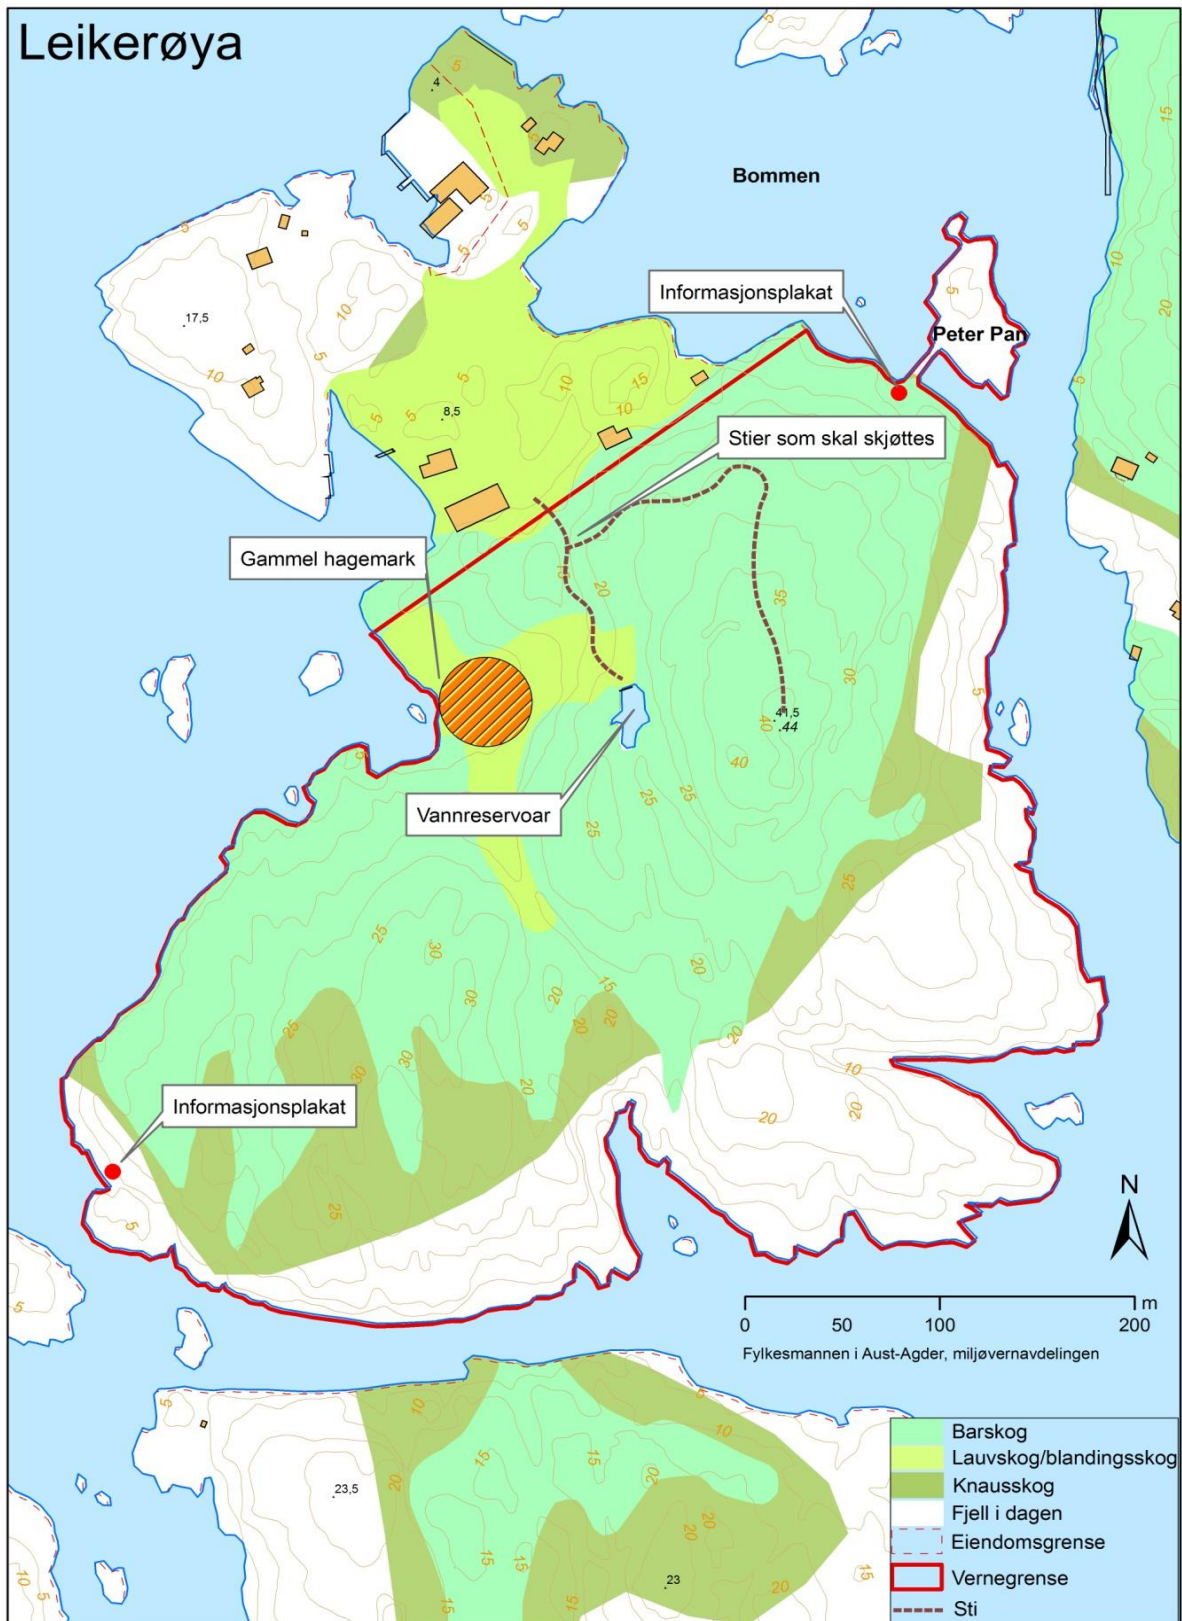 Leikerøya
Bommen
Informasjonsplakat
Peter Pan
Stier som skal skjøttes
Gammel hagemark
Vannreservoar
Informasjonsplakat
4
17,5
8,5
41,5
44
23,5
23
N
0 50 100 200 m
Fylkesmannen i Aust-Agder, miljøvernavdelingen
Barskog
Lauvskog/blandingsskog
Knausskog
Fjell i dagen
Eiendomsgrense
Vernegrense
Sti